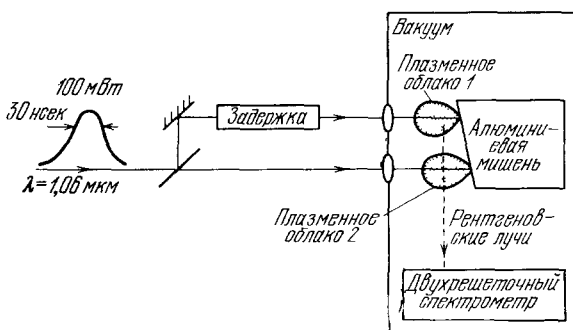 Вакуум
Плазменное
облако 1
100 мВт
30 нсек
Задержка
Алюмини-
евая
мишень
λ=1,06 мкм
Плазменное
облако 2
Рентгенов-
ские лучи
Двухрешеточный
спектрометр